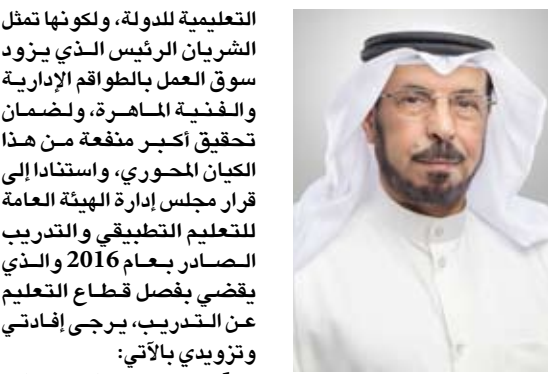 التعليمية للدولة، ولكونها تمثل
الشريان الرئيس الذي يزود
سوق العمل بالطواقم الإدارية
والفنية الماهرة، ولضمان
تحقيق أكبر منفعة من هذا
الكيان المحوري، واستنادا إلى
قرار مجلس إدارة الهيئة العامة
للتعليم التطبيقي والتدريب
الصادر بعام 2016 والذي
يقضي بفصل قطاع التعليم
عن التدريب، يرجى إفادتي
وتزويدي بالآتي: